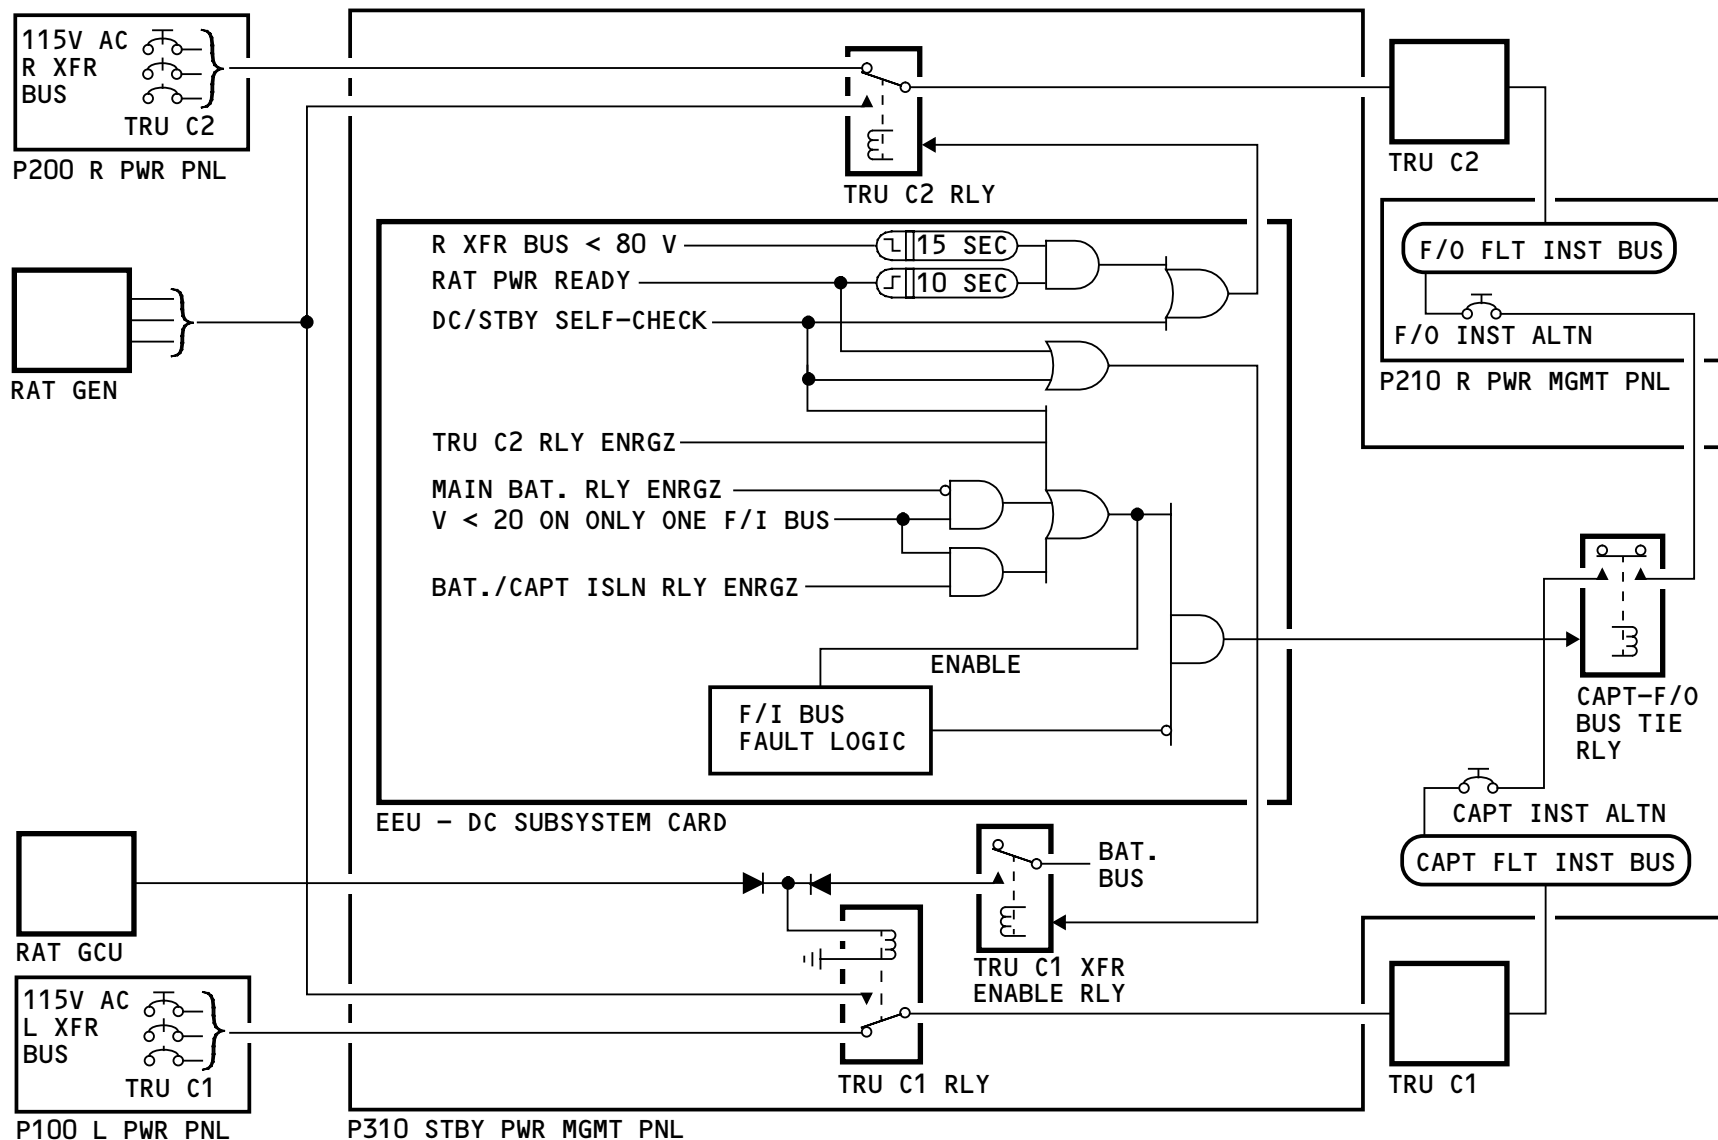 115V AC
R XFR
BUS
TRU C2
P200 R PWR PNL
TRU C2 RLY
TRU C2
R XFR BUS < 80 V
15 SEC
RAT PWR READY
10 SEC
DC/STBY SELF-CHECK
RAT GEN
F/O FLT INST BUS
F/O INST ALTN
P210 R PWR MGMT PNL
TRU C2 RLY ENRGZ
MAIN BAT. RLY ENRGZ
V < 20 ON ONLY ONE F/I BUS
BAT./CAPT ISLN RLY ENRGZ
ENABLE
F/I BUS
FAULT LOGIC
CAPT-F/O
BUS TIE
RLY
EEU - DC SUBSYSTEM CARD
CAPT INST ALTN
CAPT FLT INST BUS
BAT.
BUS
RAT GCU
TRU C1 XFR
ENABLE RLY
115V AC
L XFR
BUS
TRU C1
P100 L PWR PNL
TRU C1 RLY
TRU C1
P310 STBY PWR MGMT PNL